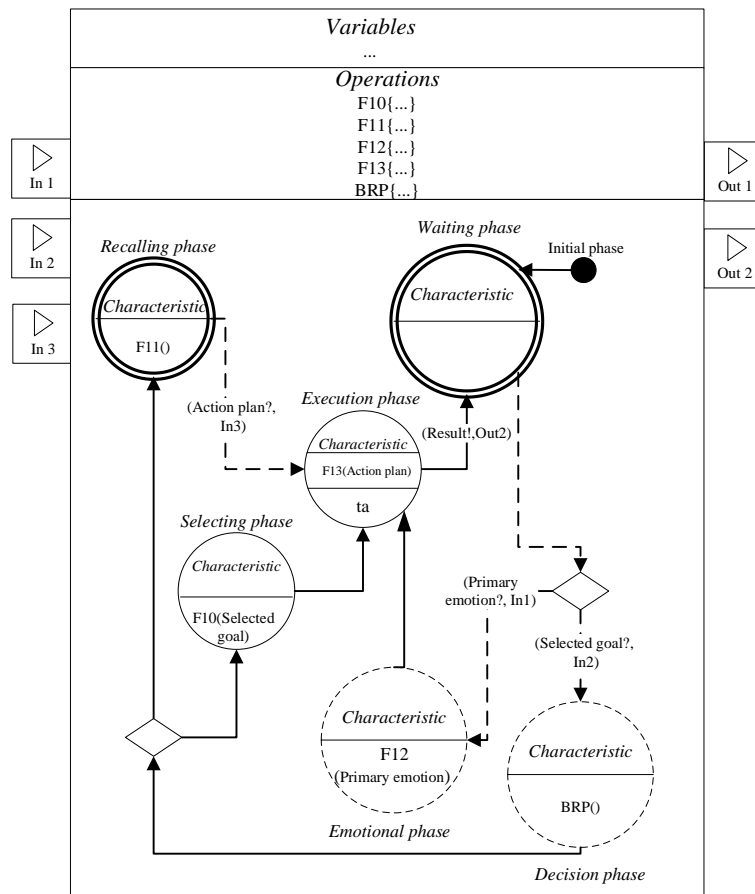 Variables
...
Operations
F10{...}
F11{...}
F12{...}
F13{...}
BRP{...}
In 1
In 2
In 3
Out 1
Out 2
Recalling phase
Characteristic
F11()
Waiting phase
Characteristic
Initial phase
(Action plan?,
In3)
Execution phase
Characteristic
F13(Action plan)
ta
(Result!,Out2)
Selecting phase
Characteristic
F10(Selected
goal)
(Primary
emotion?, In1)
(Selected goal?,
In2)
Characteristic
F12
(Primary emotion)
Emotional phase
Characteristic
BRP()
Decision phase